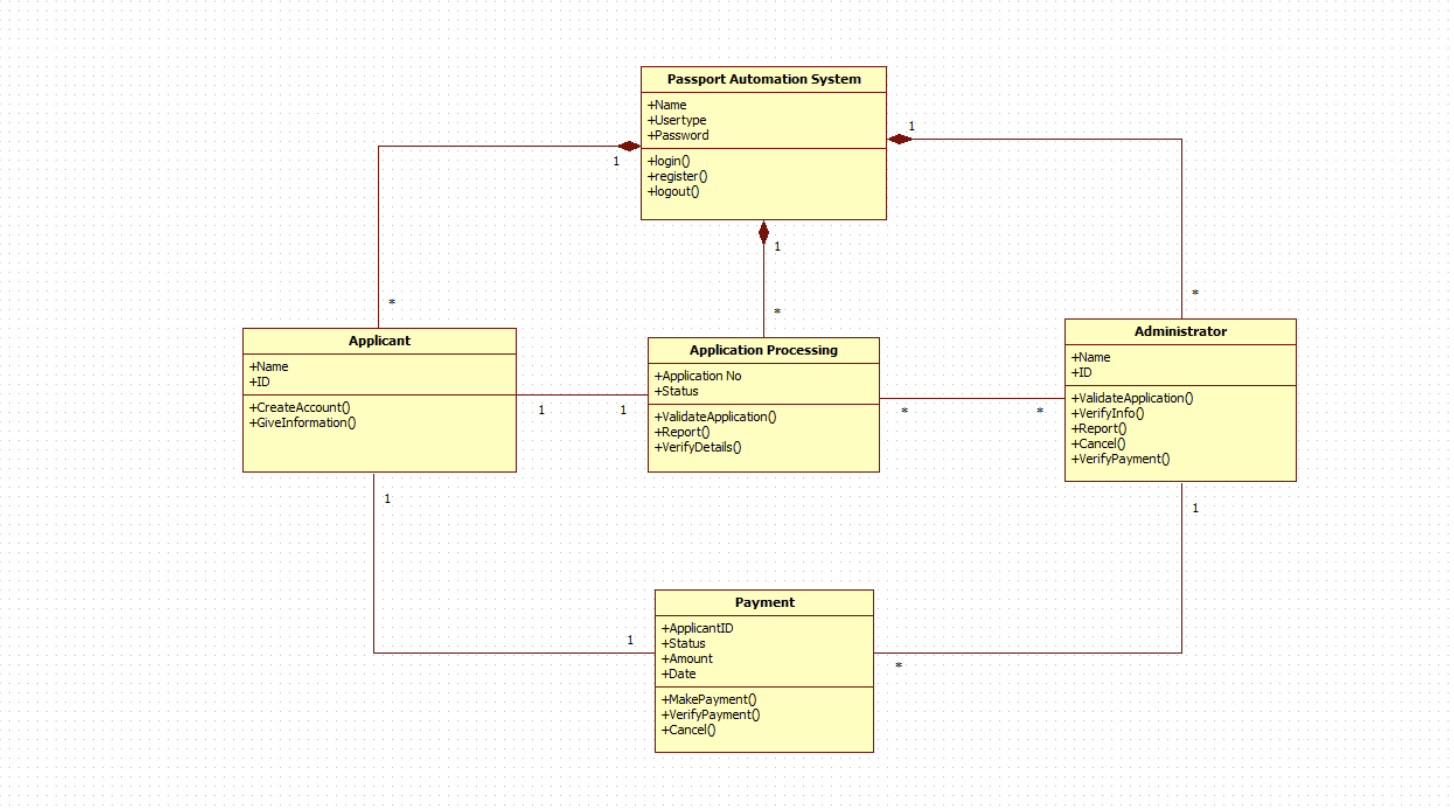 Passport Automation System
+Name
+Usertype
+Password
+login()
+register()
+logout()
1
1
1
*
*
*
Applicant
+Name
+ID
+CreateAccount()
+GiveInformation()
1
1
Application Processing
+Application No
+Status
+ValidateApplication()
+Report()
+VerifyDetails()
*
*
Administrator
+Name
+ID
+ValidateApplication()
+VerifyInfo()
+Report()
+Cancel()
+VerifyPayment()
1
1
1
*
Payment
+ApplicantID
+Status
+Amount
+Date
+MakePayment()
+VerifyPayment()
+Cancel()